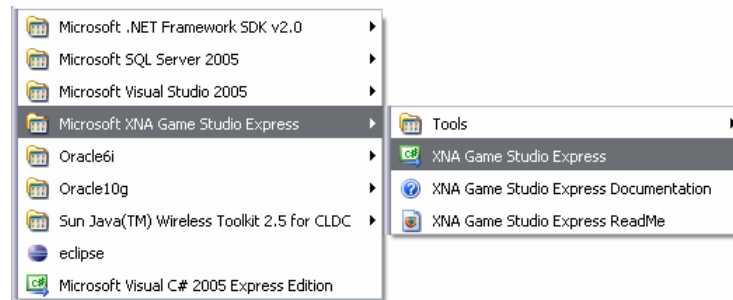 Microsoft .NET Framework SDK v2.0
Microsoft SQL Server 2005
Microsoft Visual Studio 2005
Microsoft XNA Game Studio Express
Oracle6i
Oracle10g
Sun Java(TM) Wireless Toolkit 2.5 for CLDC
eclipse
Microsoft Visual C# 2005 Express Edition
Tools
XNA Game Studio Express
XNA Game Studio Express Documentation
XNA Game Studio Express ReadMe